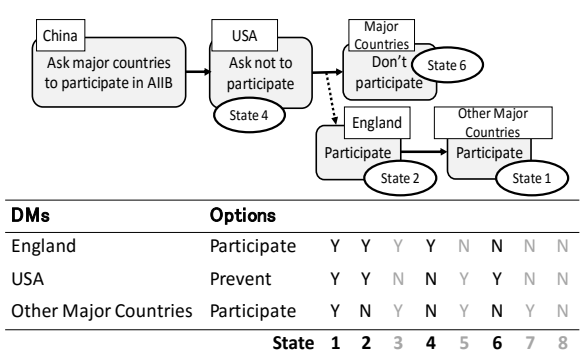 China
USA
Major
Countries
Ask major countries
to participate in AIIB
Ask not to
participate
Don't
participate
State 6
State 4
England
Other Major
Countries
Participate
Participate
State 2
State 1
DMs Options
England Participate Y Y Y Y N N N N
USA Prevent Y Y N N Y Y N N
Other Major Countries Participate Y N Y N Y N Y N
State 1 2 3 4 5 6 7 8